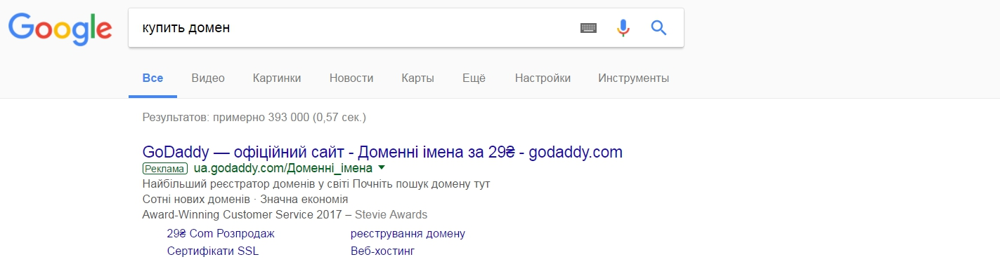 Google
купить домен
Все Видео Картинки Новости Карты Ещё Настройки Инструменты
Результатов: примерно 393 000 (0,57 сек.)
GoDaddy — офіційний сайт - Доменні імена за 29₴ - godaddy.com
Реклама ua.godaddy.com/Доменні_імена
Найбільший реєстратор доменів у світі Почніть пошук домену тут
Сотні нових доменів · Значна економія
Award-Winning Customer Service 2017 – Stevie Awards
29₴ Com Розпродаж реєстрування домену
Сертифікати SSL Веб-хостинг